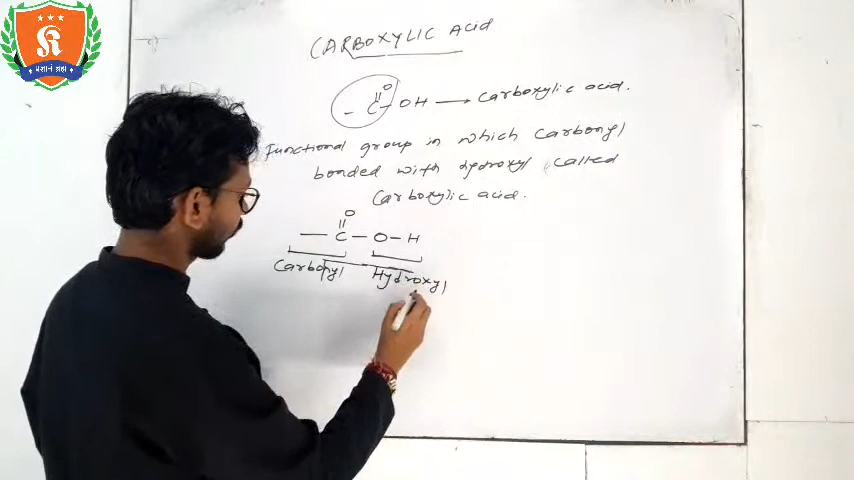 CARBOXYLIC Acid
O
- C - OH → Carboxylic acid.
Functional group in which Carbonyl
bonded with hydroxyl called
Carboxylic acid.
O
— C — O — H
Carbonyl Hydroxyl